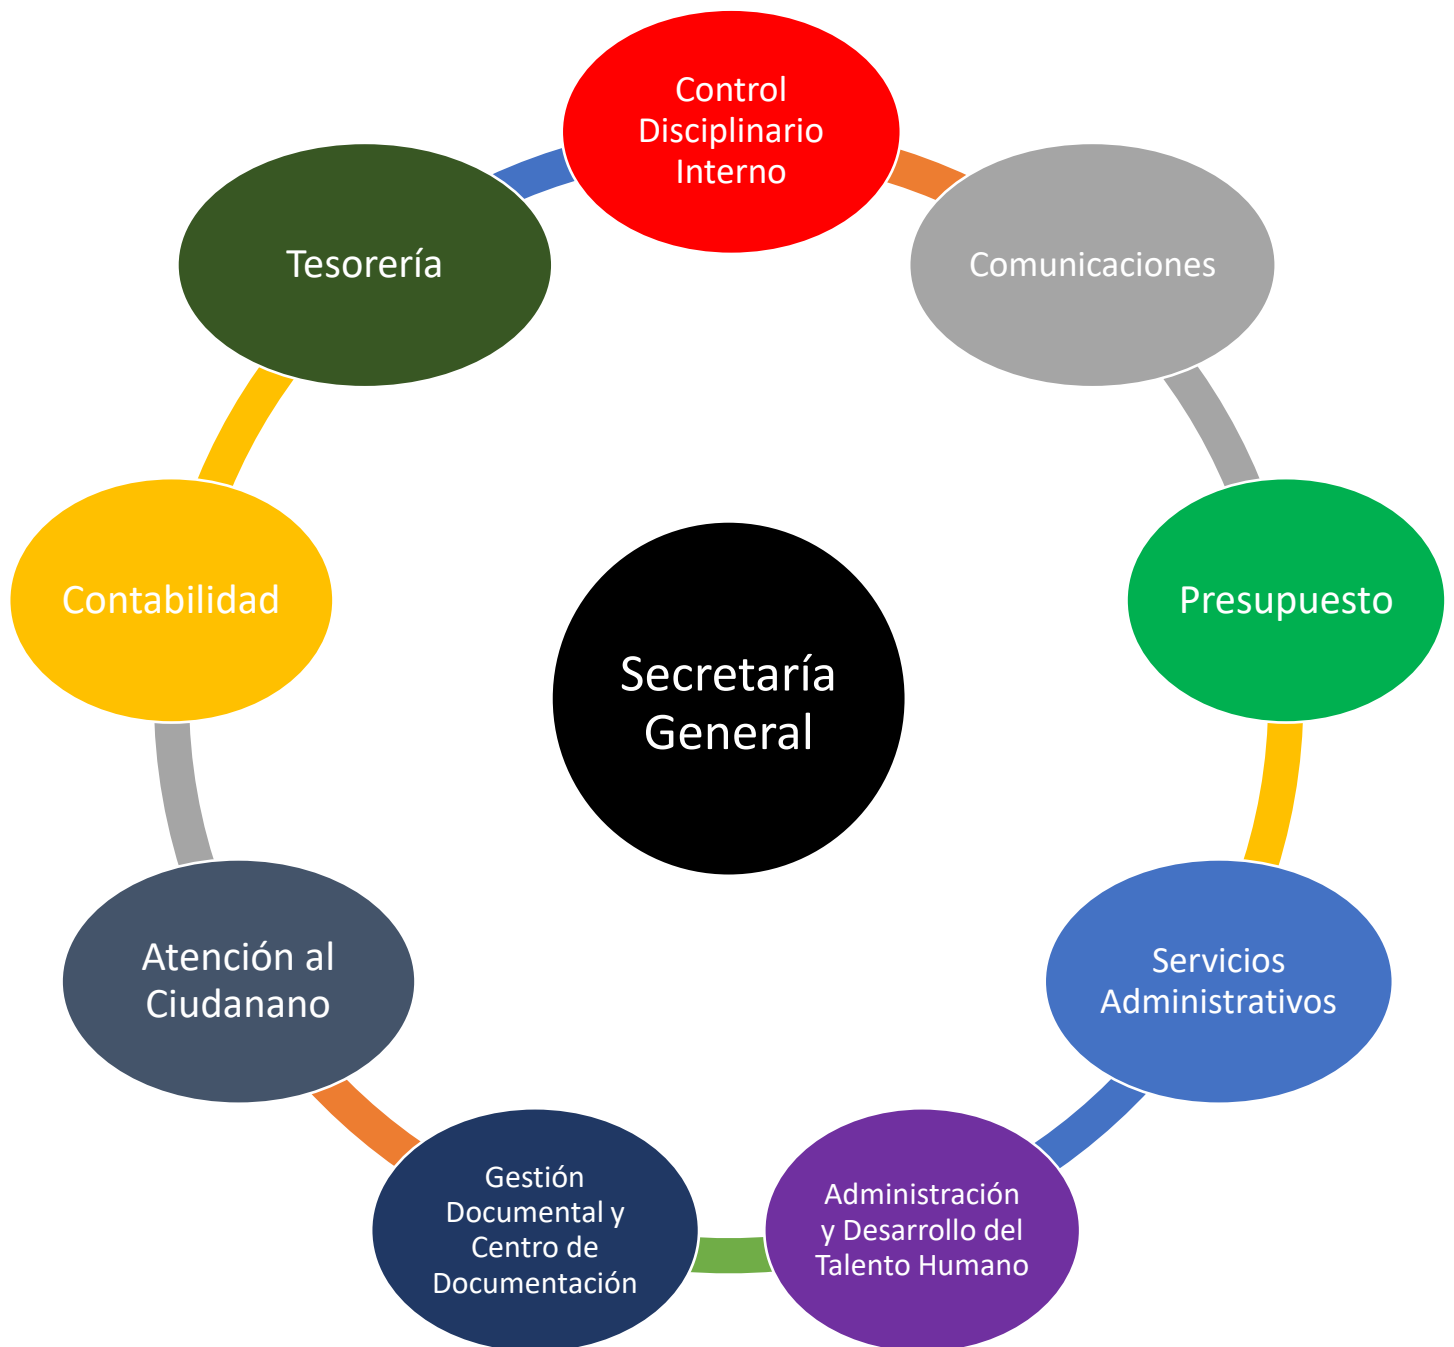 Control
Disciplinario
Interno
Comunicaciones
Presupuesto
Servicios
Administrativos
Administración
y Desarrollo del
Talento Humano
Gestión
Documental y
Centro de
Documentación
Atención al
Ciudanano
Contabilidad
Tesorería
Secretaría
General